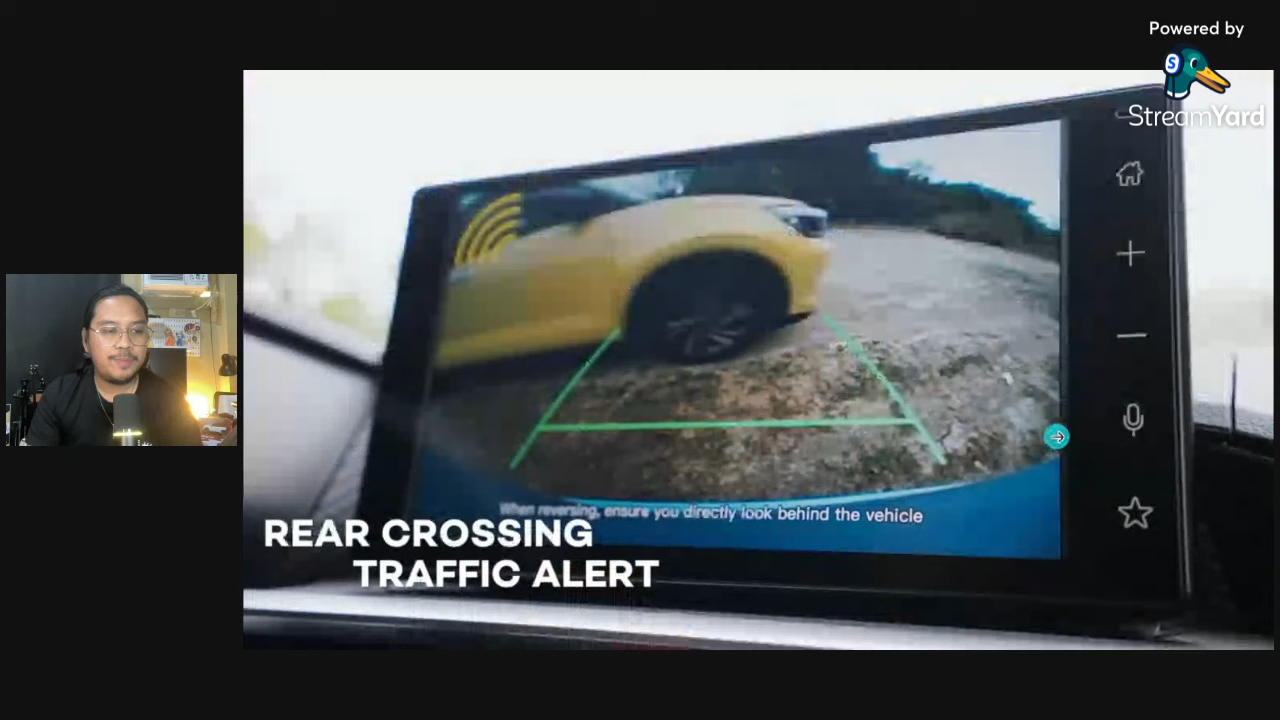 Powered by
S
StreamYard
When reversing, ensure you directly look behind the vehicle
REAR CROSSING
TRAFFIC ALERT